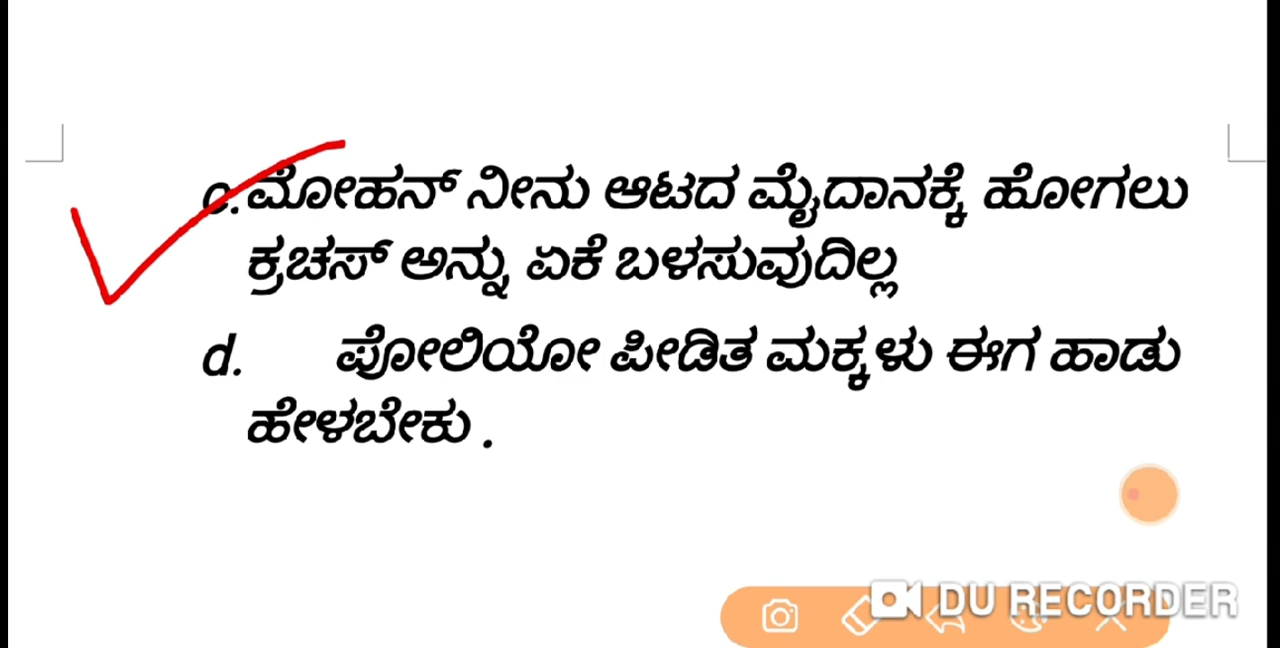 c.ಮೋಹನ್ ನೀನು ಆಟದ ಮೈದಾನಕ್ಕೆ ಹೋಗಲು
ಕ್ರಚಸ್ ಅನ್ನು ಏಕೆ ಬಳಸುವುದಿಲ್ಲ
d. ಪೋಲಿಯೋ ಪೀಡಿತ ಮಕ್ಕಳು ಈಗ ಹಾಡು
ಹೇಳಬೇಕು .
DU RECORDER